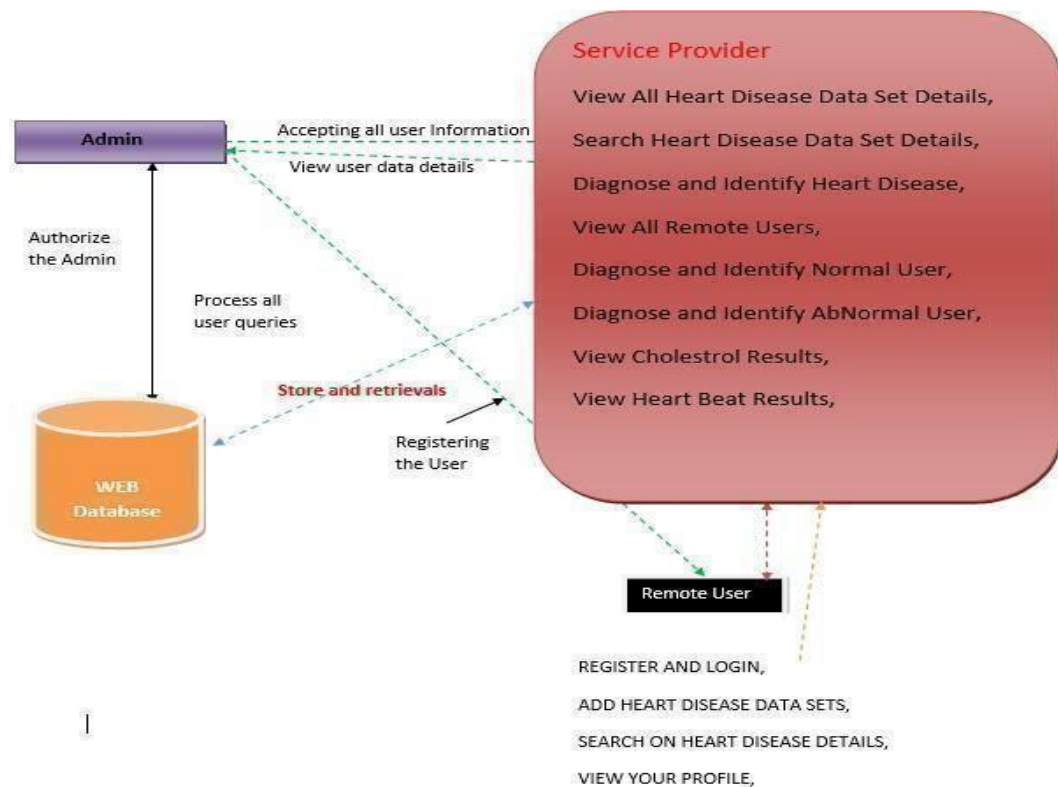 Service Provider
View All Heart Disease Data Set Details,
Search Heart Disease Data Set Details,
Diagnose and Identify Heart Disease,
View All Remote Users,
Diagnose and Identify Normal User,
Diagnose and Identify AbNormal User,
View Cholestrol Results,
View Heart Beat Results,
Admin
Accepting all user Information
View user data details
Authorize
the Admin
Process all
user queries
Store and retrievals
Registering
the User
WEB
Database
Remote User
REGISTER AND LOGIN,
ADD HEART DISEASE DATA SETS,
SEARCH ON HEART DISEASE DETAILS,
VIEW YOUR PROFILE,